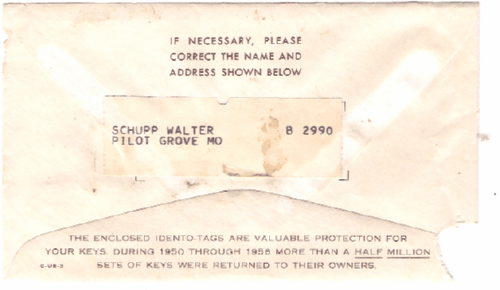 IF NECESSARY, PLEASE
CORRECT THE NAME AND
ADDRESS SHOWN BELOW
SCHUPP WALTER B 2990
PILOT GROVE MO
THE ENCLOSED IDENTO-TAGS ARE VALUABLE PROTECTION FOR
YOUR KEYS. DURING 1950 THROUGH 1956 MORE THAN A HALF MILLION
SETS OF KEYS WERE RETURNED TO THEIR OWNERS.